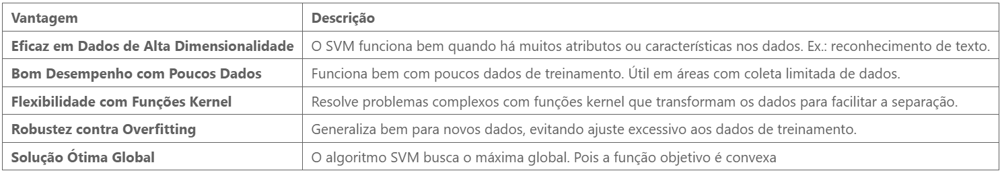 Vantagem Descrição
Eficaz em Dados de Alta Dimensionalidade O SVM funciona bem quando há muitos atributos ou características nos dados. Ex.: reconhecimento de texto.
Bom Desempenho com Poucos Dados Funciona bem com poucos dados de treinamento. Útil em áreas com coleta limitada de dados.
Flexibilidade com Funções Kernel Resolve problemas complexos com funções kernel que transformam os dados para facilitar a separação.
Robustez contra Overfitting Generaliza bem para novos dados, evitando ajuste excessivo aos dados de treinamento.
Solução Ótima Global O algoritmo SVM busca o máxima global. Pois a função objetivo é convexa